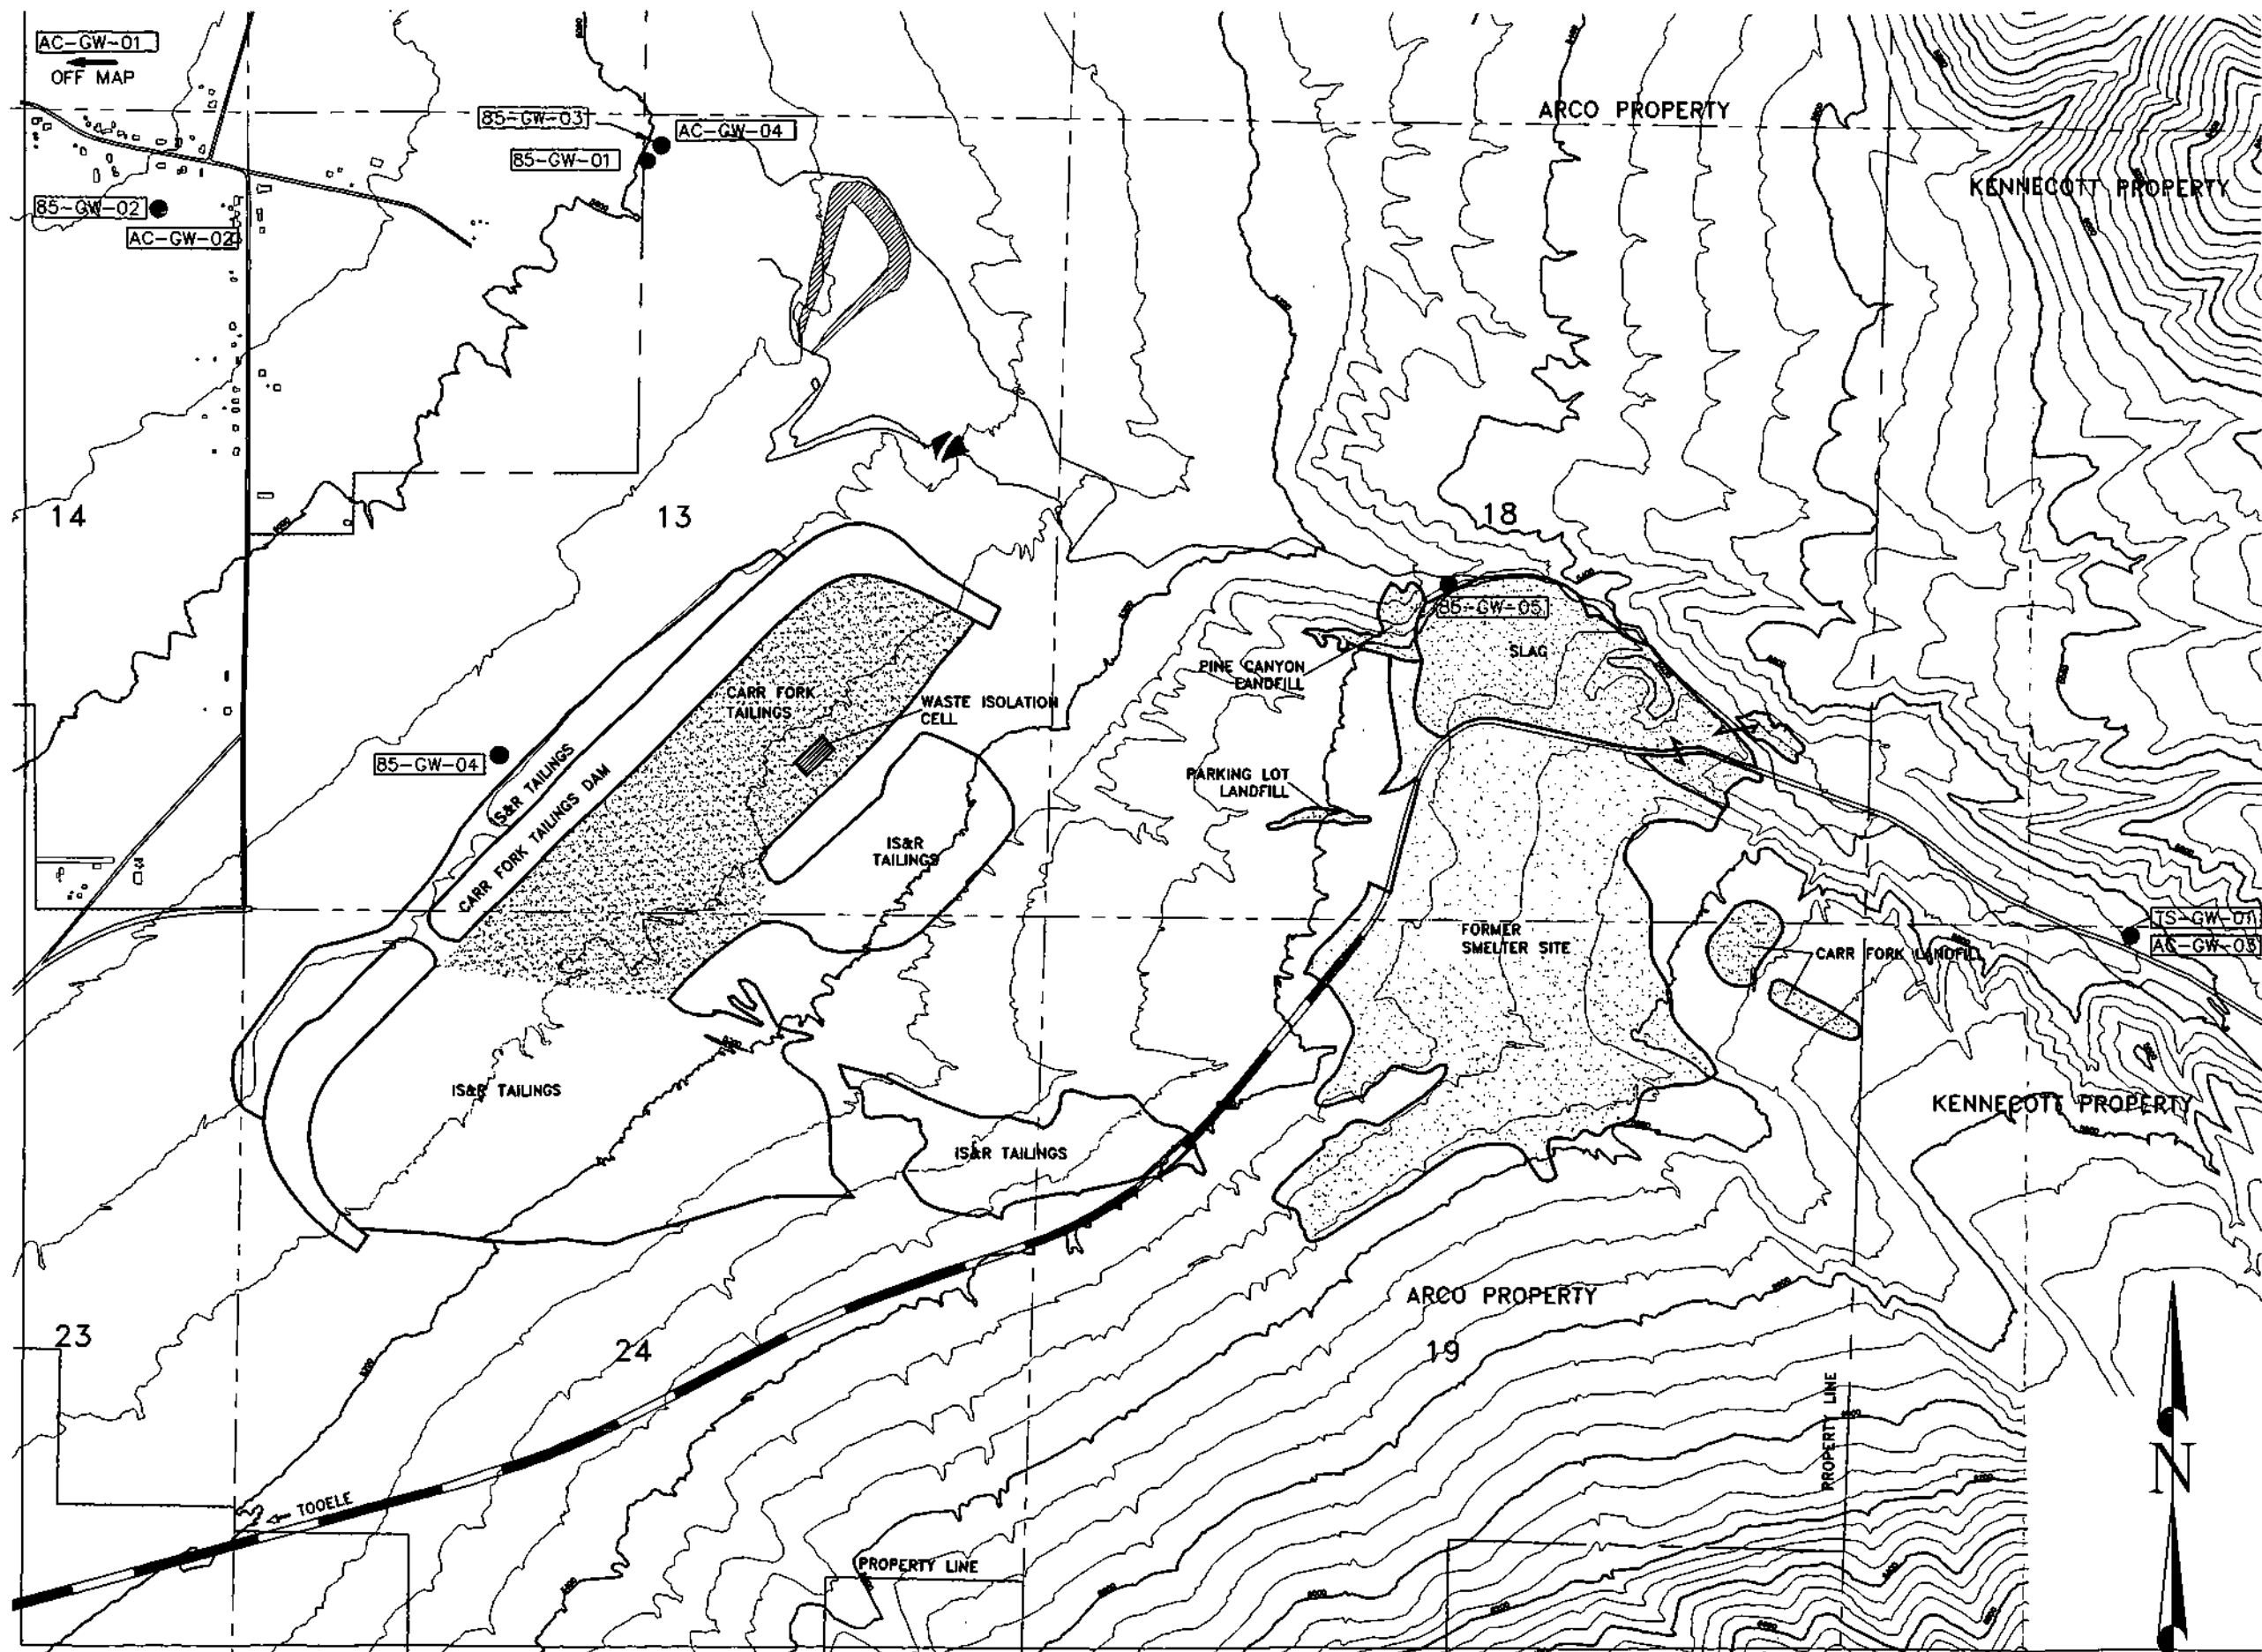 AC-GW-01
OFF MAP
85-GW-03
AC-GW-04
85-GW-01
85-GW-02
AC-GW-02
ARCO PROPERTY
KENNECOTT PROPERTY
14
13
18
85-GW-05
SLAG
PINE CANYON
LANDFILL
CARR FORK
TAILINGS
WASTE ISOLATION
CELL
85-GW-04
IS&R TAILINGS
CARR FORK TAILINGS DAM
PARKING LOT
LANDFILL
IS&R
TAILINGS
FORMER
SMELTER SITE
TS-GW-01
AC-GW-03
CARR FORK LANDFILL
IS&R TAILINGS
IS&R TAILINGS
KENNECOTT PROPERTY
ARCO PROPERTY
23
24
19
PROPERTY LINE
TOOELE
PROPERTY LINE
N